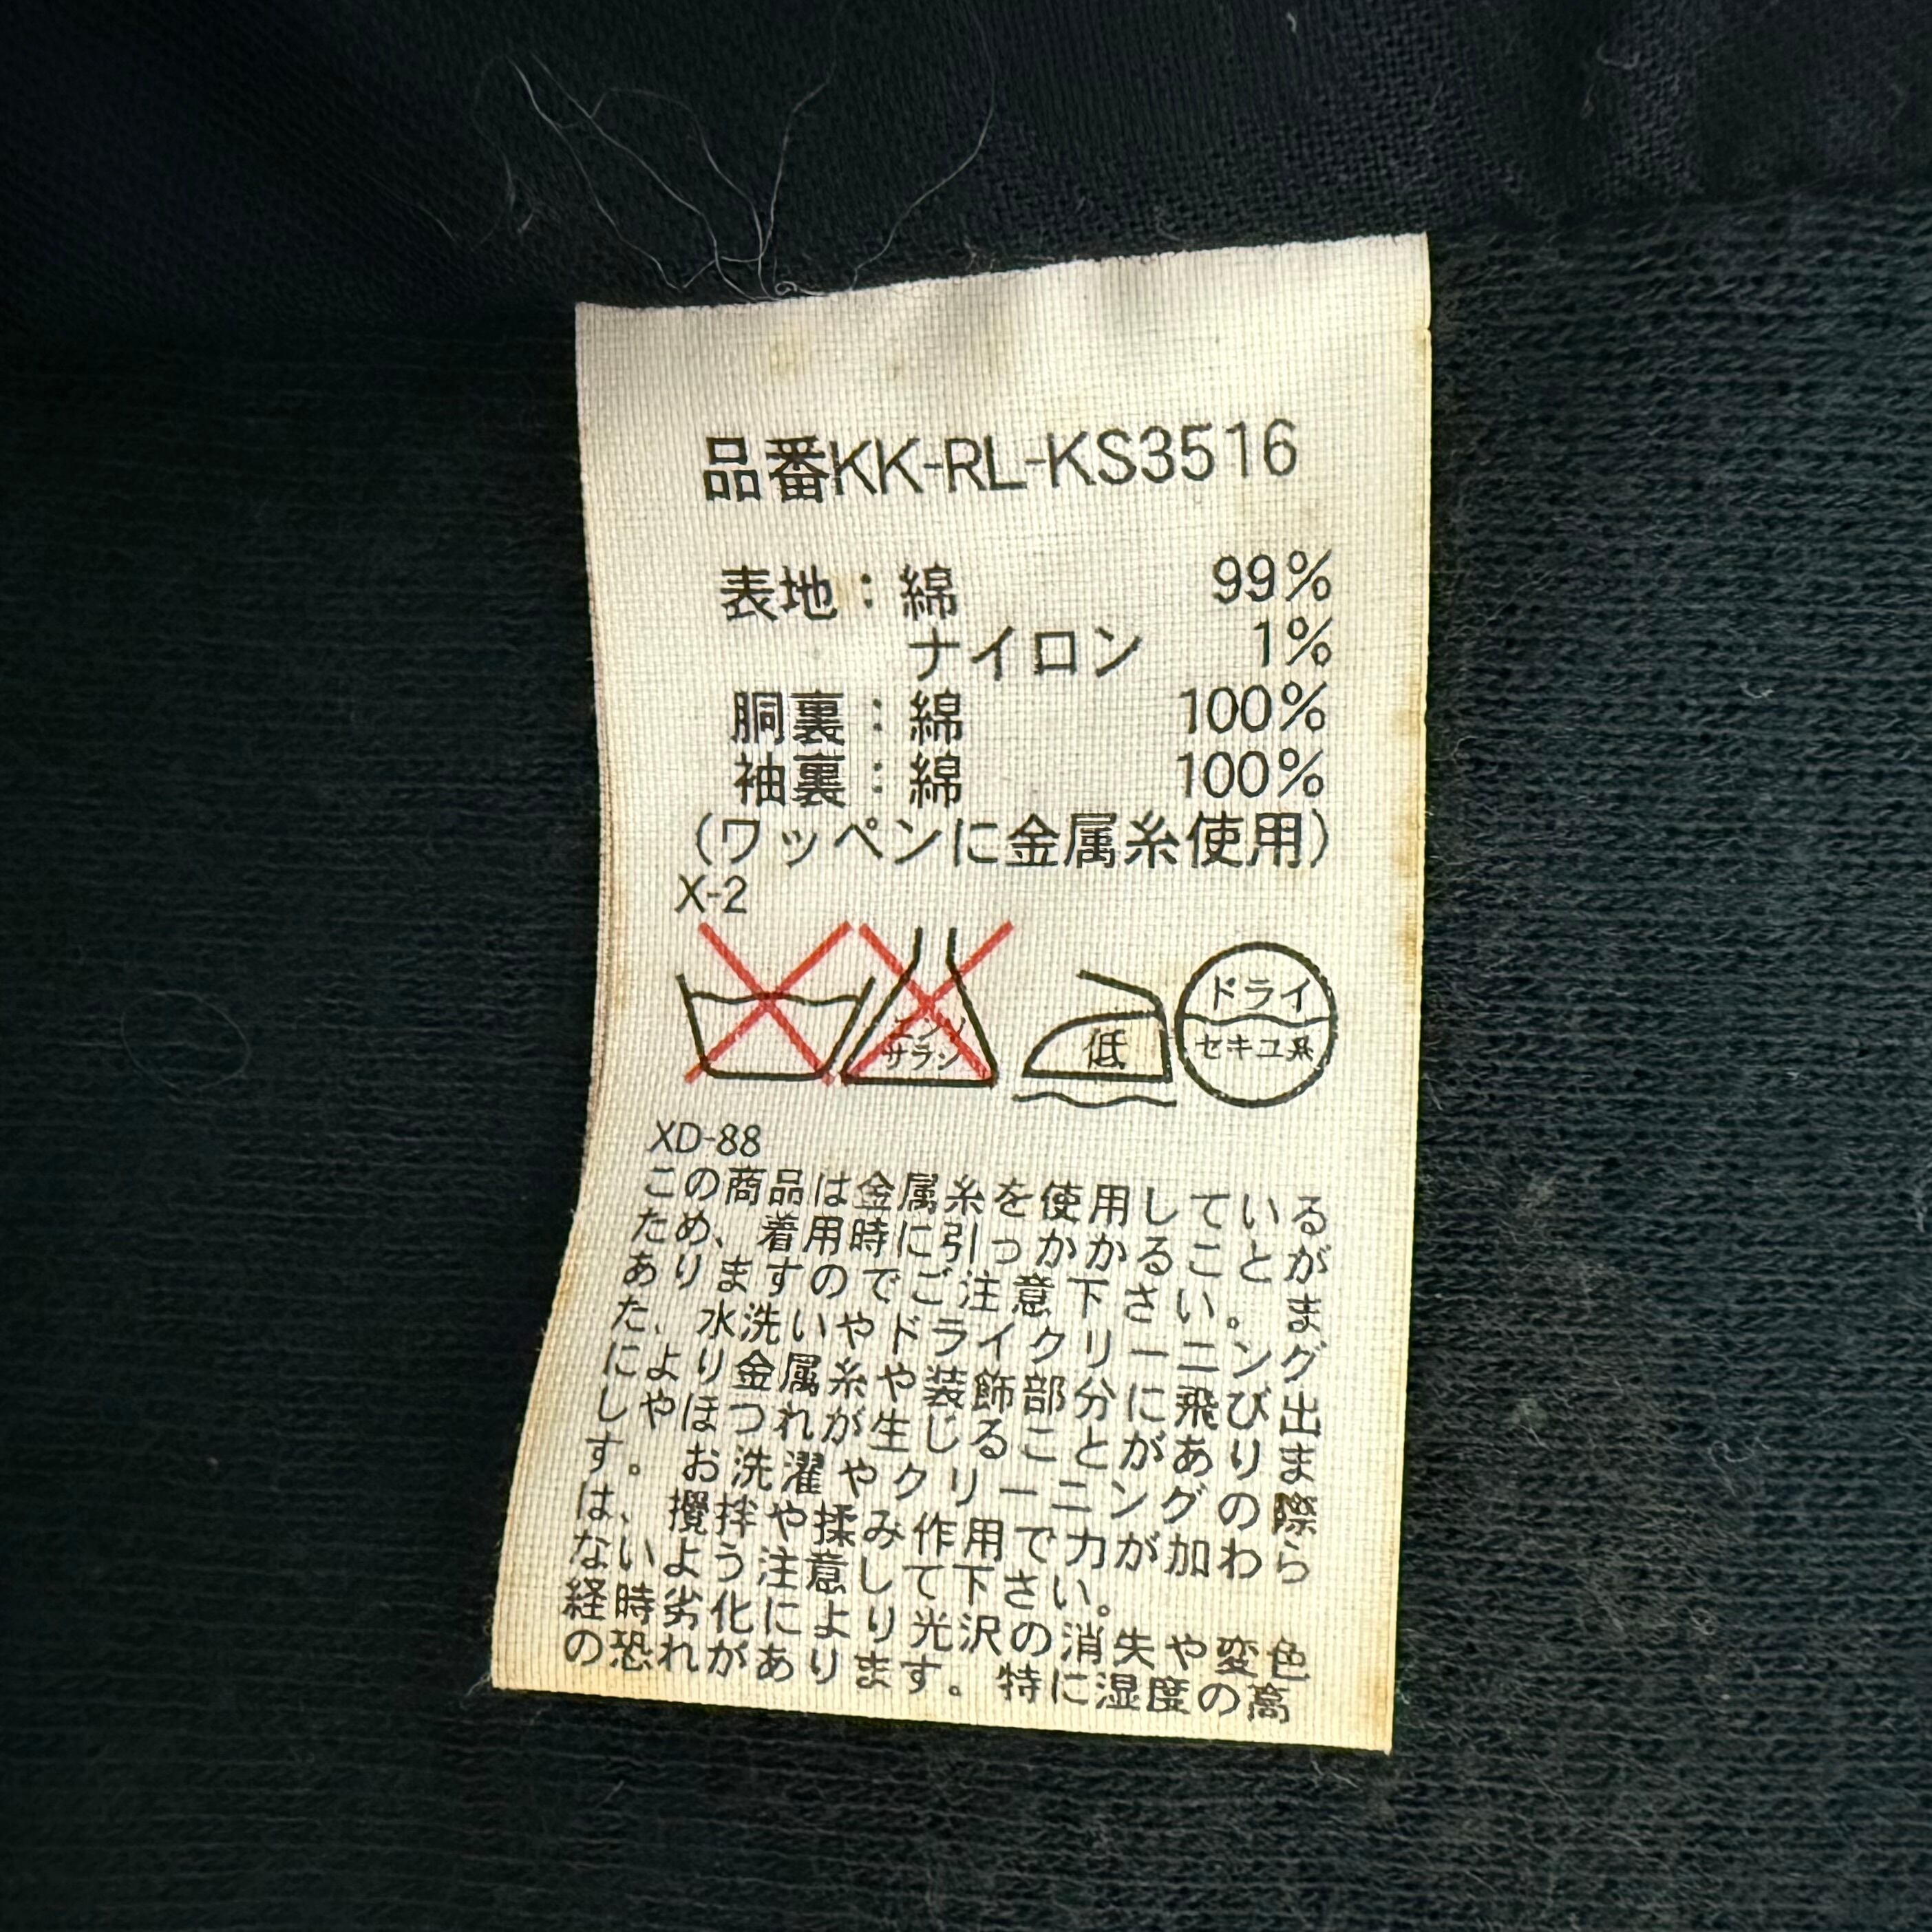 品番KK-RL-KS3516
表地:綿 99%
ナイロン 1%
胴裏:綿 100%
袖裏:綿 100%
(ワッペンに金属糸使用)
X-2
エンソ
サラシ
低
ドライ
セキユ系
XD-88
この商品は金属糸を使用している
ため、着用時に引っかかることが
ありますのでご注意下さい。ま
た、水洗いやドライクリーニング
により金属糸や装飾部分に飛び出
しやほつれが生じることがありま
す。お洗濯やクリーニングの際
は、攪拌や揉み作用で力が加わら
ないよう注意して下さい。
経時劣化により光沢の消失や変色
の恐れがあります。特に湿度の高